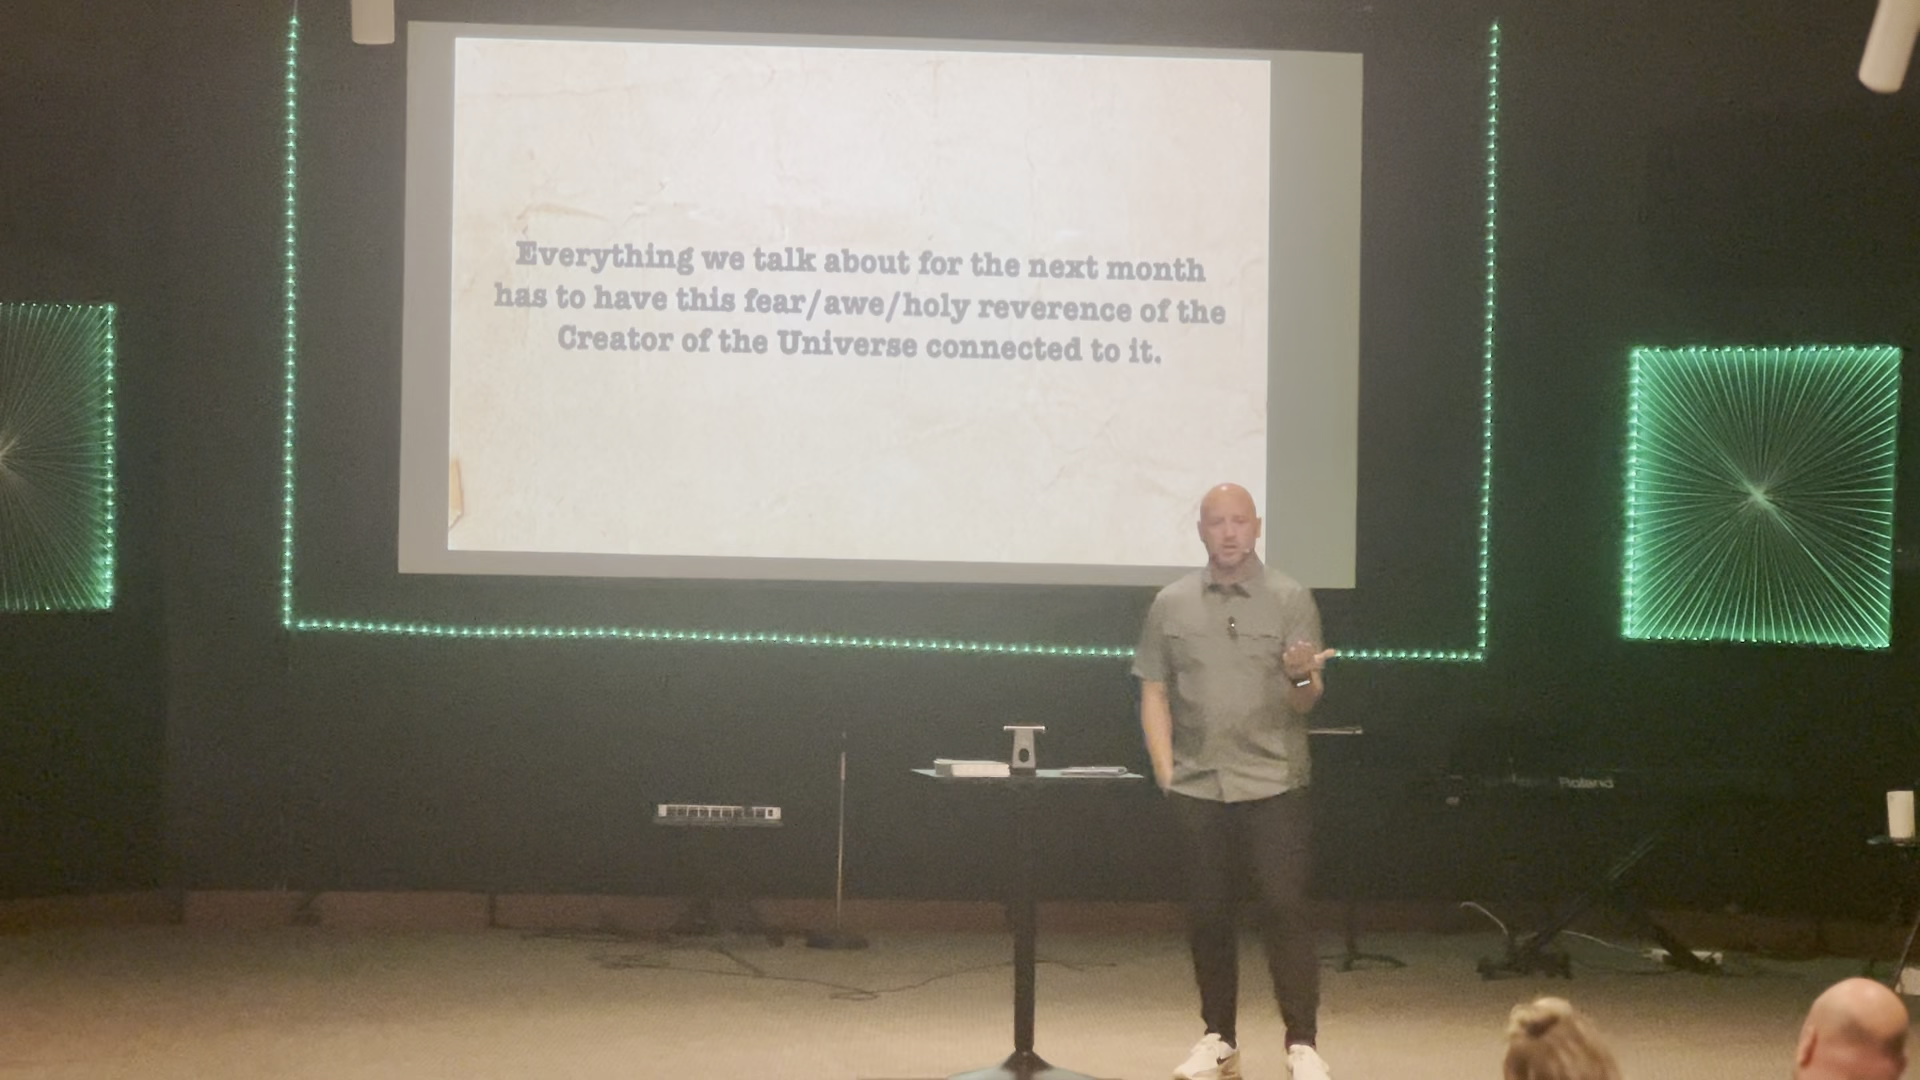 Everything we talk about for the next month
has to have this fear/awe/holy reverence of the
Creator of the Universe connected to it.
Roland